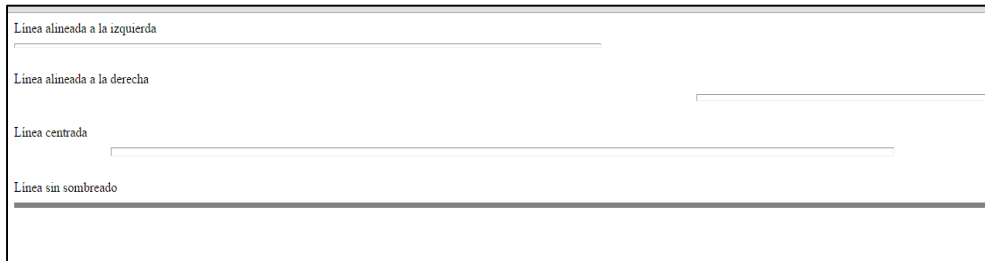 Línea alineada a la izquierda
Línea alineada a la derecha
Línea centrada
Línea sin sombreado